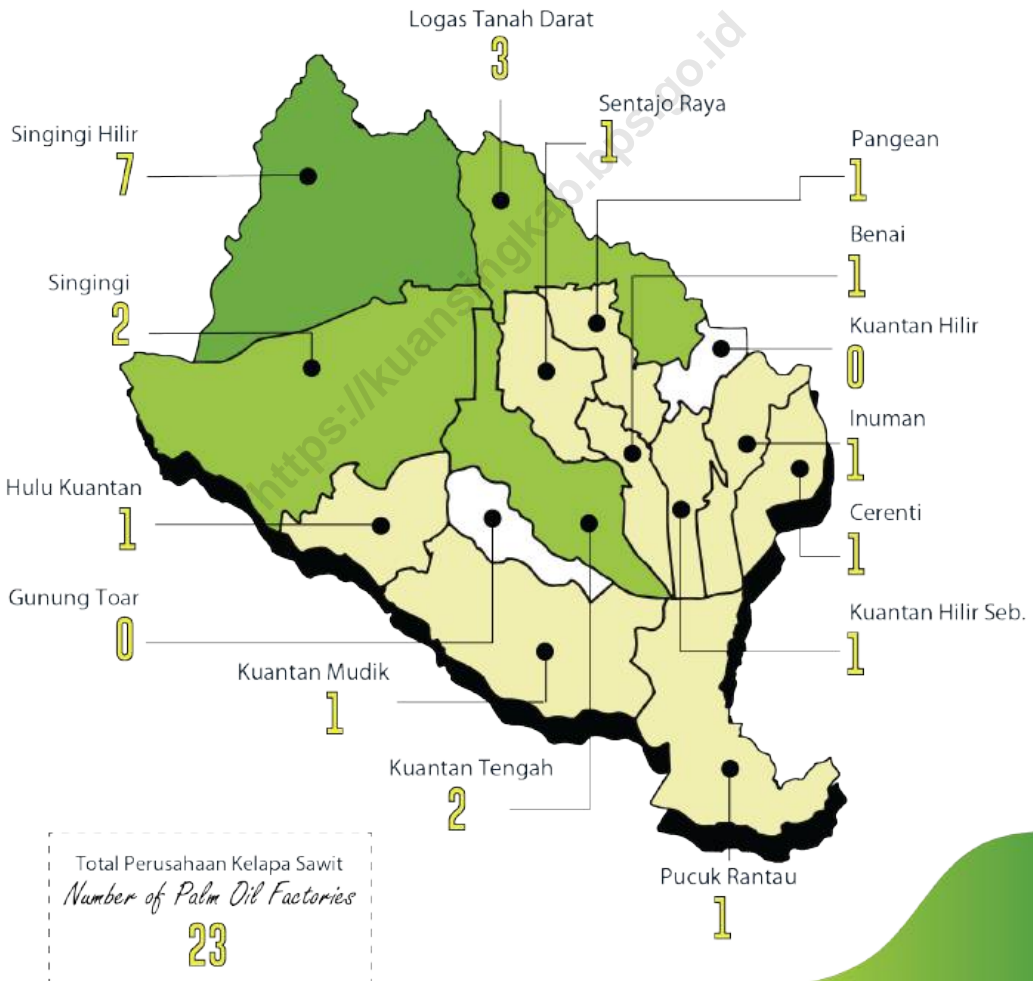 Logas Tanah Darat
3
Sentajo Raya
1
Singingi Hilir
7
Pangean
1
Benai
1
Singingi
2
Kuantan Hilir
0
Inuman
1
Hulu Kuantan
1
Cerenti
1
Gunung Toar
0
Kuantan Hilir Seb.
1
Kuantan Mudik
1
Kuantan Tengah
2
Pucuk Rantau
1
Total Perusahaan Kelapa Sawit
Number of Palm Oil Factories
23
https://kuansingkab.bps.go.id